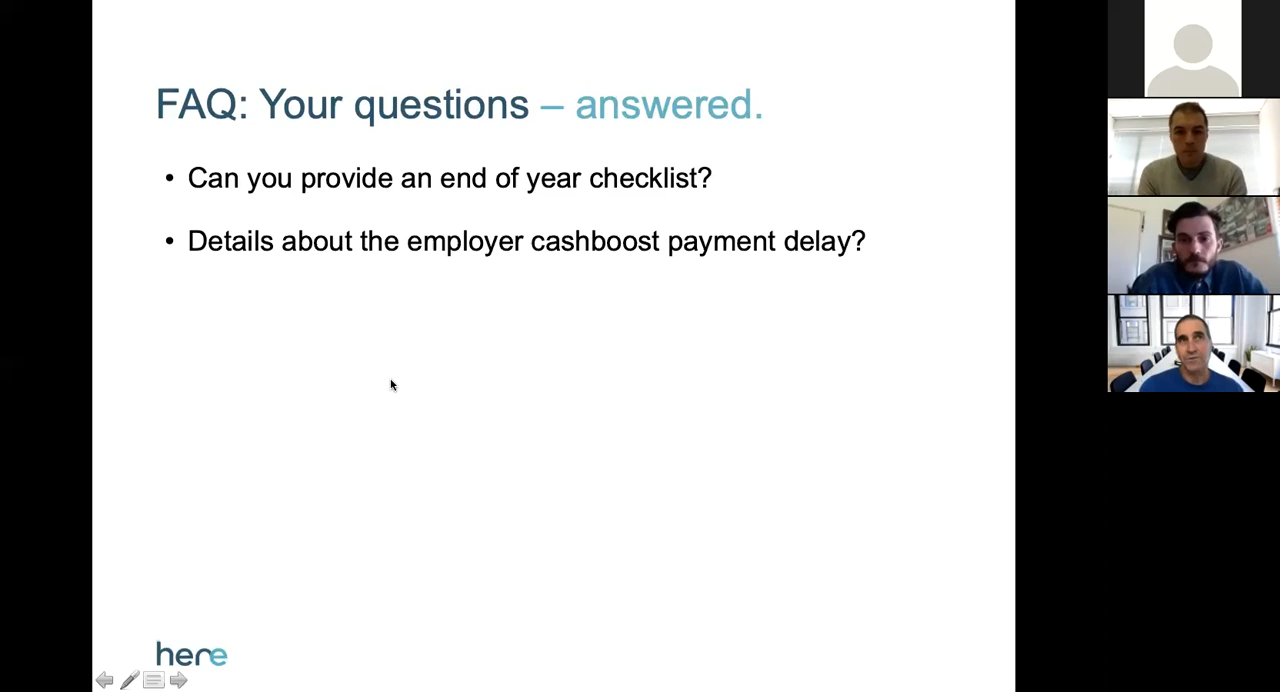 FAQ: Your questions – answered.
• Can you provide an end of year checklist?
• Details about the employer cashboost payment delay?
here